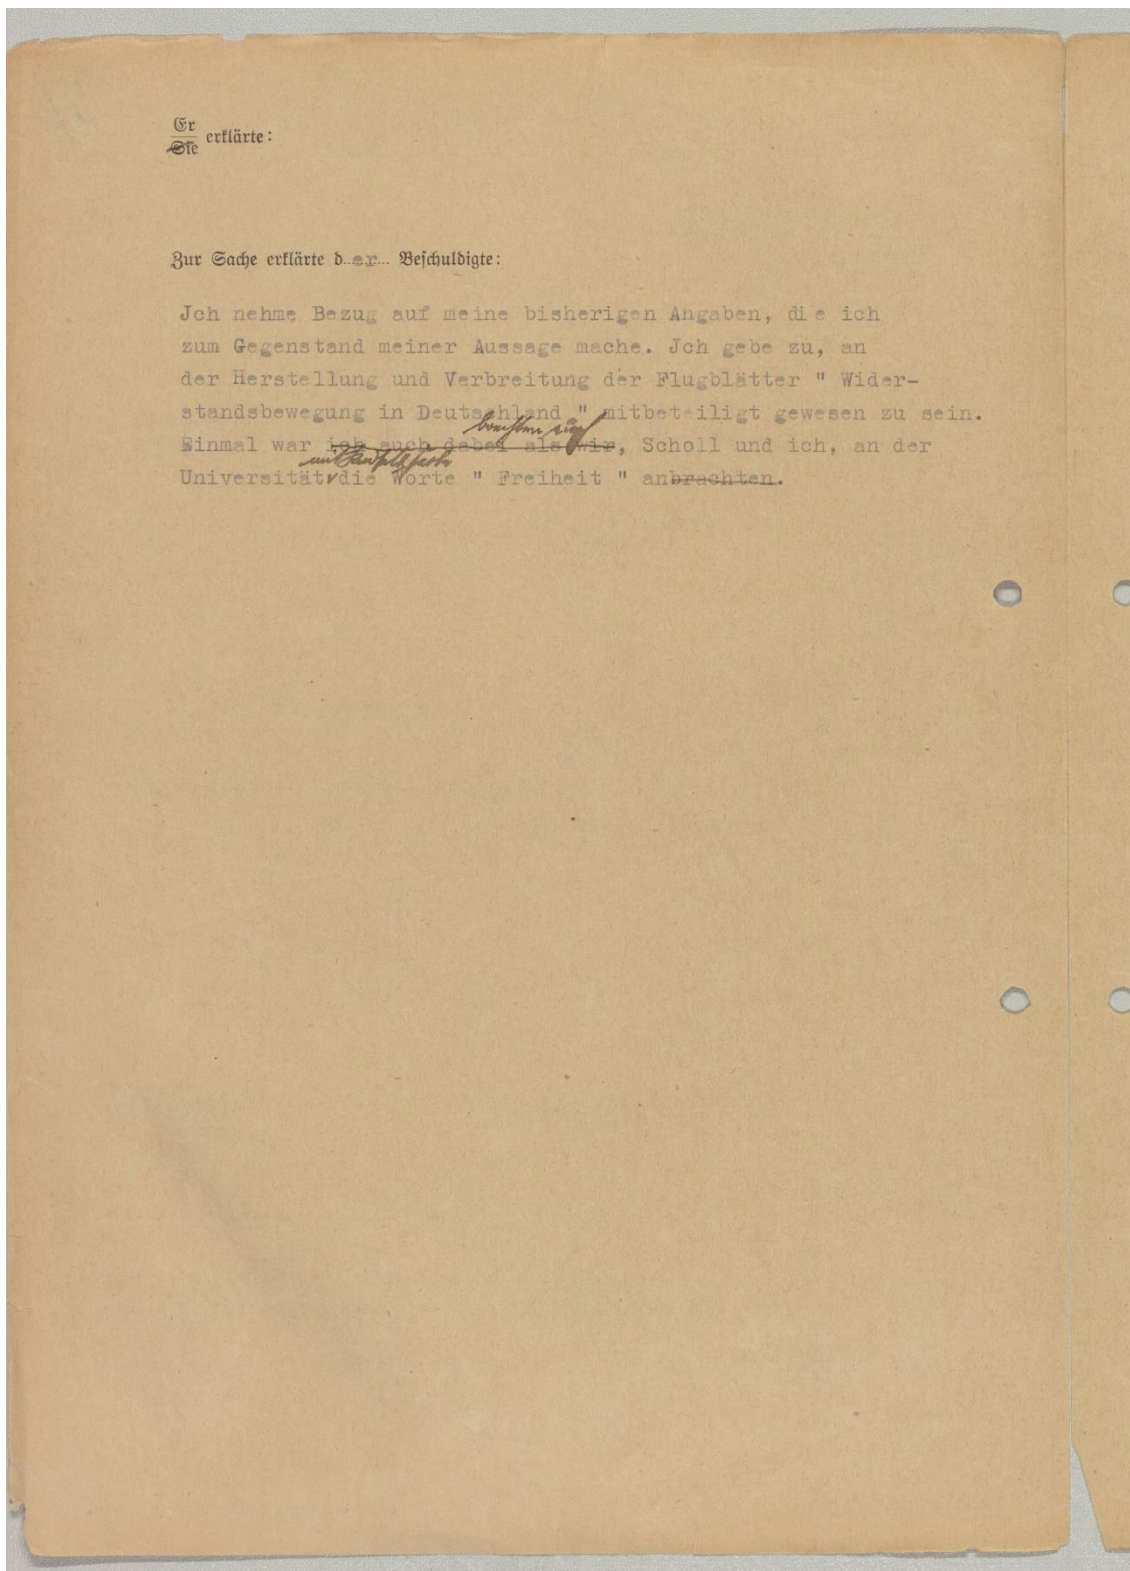 Er
Sie erklärte:
Zur Sache erklärte d..er... Beschuldigte:
Jch nehme Bezug auf meine bisherigen Angaben, die ich
zum Gegenstand meiner Aussage mache. Jch gebe zu, an
der Herstellung und Verbreitung der Flugblätter " Wider-
standsbewegung in Deutschland " mitbeteiligt gewesen zu sein.
brachten
Einmal war ich auch dabei als wir, Scholl und ich, an der
mit
Universität die Worte " Freiheit " anbrachten.